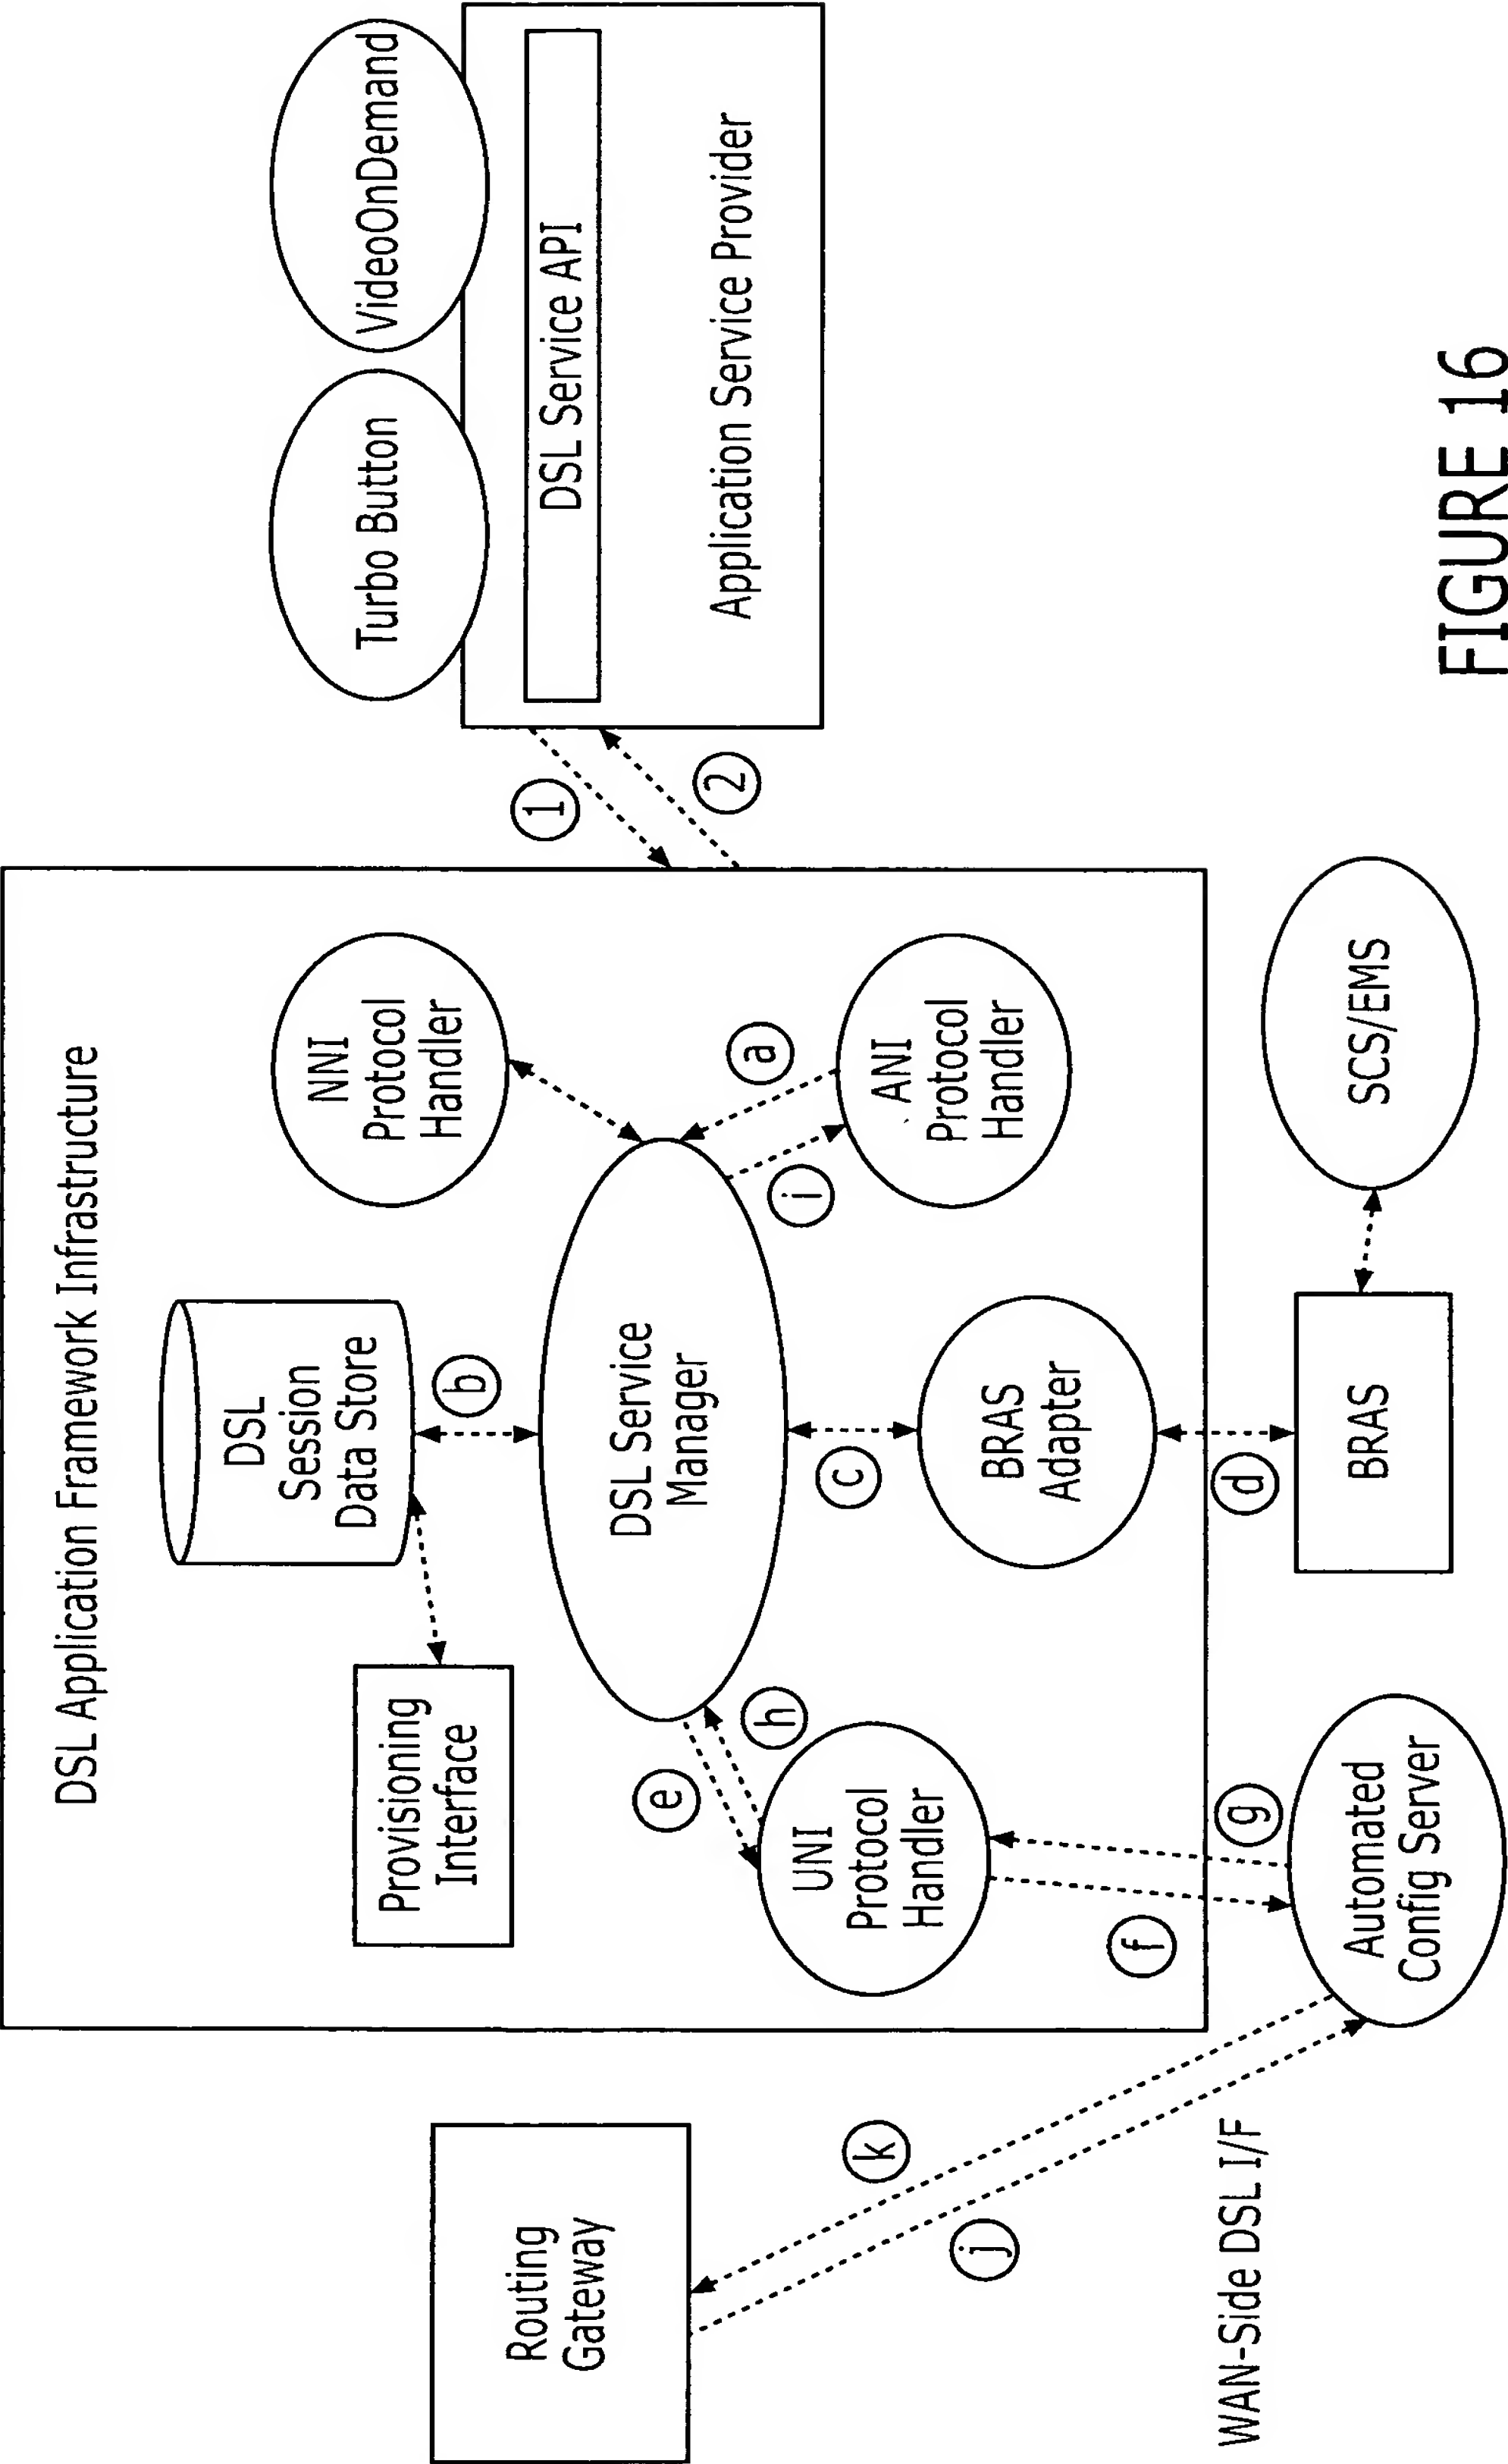 DSL Application Framework Infrastructure
Provisioning
Interface
DSL
Session
Data Store
NNI
Protocol
Handler
Turbo Button
VideoOnDemand
b
DSL Service API
Application Service Provider
1
2
Routing
Gateway
e
h
DSL Service
Manager
a
i
UNI
Protocol
Handler
c
BRAS
Adapter
ANI
Protocol
Handler
k
j
f
g
d
WAN-Side DSL I/F
Automated
Config Server
BRAS
SCS/EMS
FIGURE 16